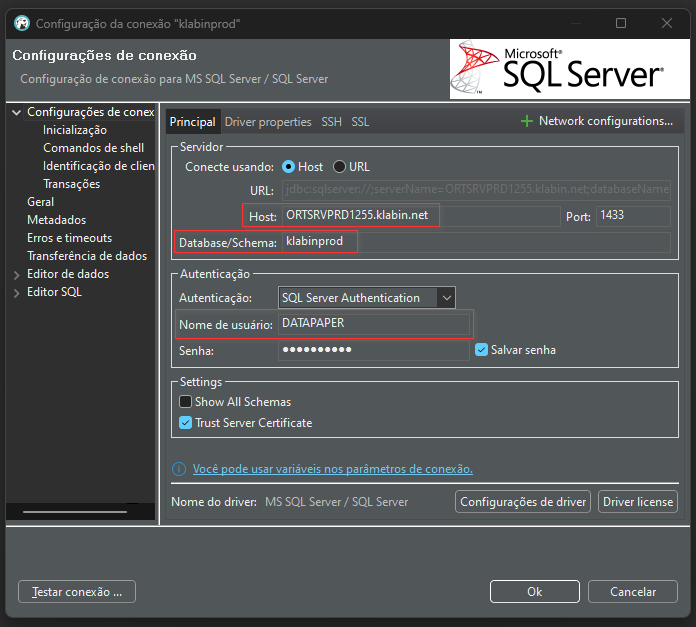 Configuração da conexão "klabinprod"
Configurações de conexão
Configuração de conexão para MS SQL Server / SQL Server
Microsoft®
SQL Server®
Configurações de conex
Inicialização
Comandos de shell
Identificação de clien
Transações
Geral
Metadados
Erros e timeouts
Transferência de dados
Editor de dados
Editor SQL
Principal Driver properties SSH SSL Network configurations...
Servidor
Conecte usando: Host URL
URL: jdbc:sqlserver://;serverName=ORTSRVPRD1255.klabin.net;databaseName
Host: ORTSRVPRD1255.klabin.net Port: 1433
Database/Schema: klabinprod
Autenticação
Autenticação: SQL Server Authentication
Nome de usuário: DATAPAPER
Senha: •••••••••• Salvar senha
Settings
Show All Schemas
Trust Server Certificate
Você pode usar variáveis nos parâmetros de conexão.
Nome do driver: MS SQL Server / SQL Server Configurações de driver Driver license
Testar conexão ... Ok Cancelar